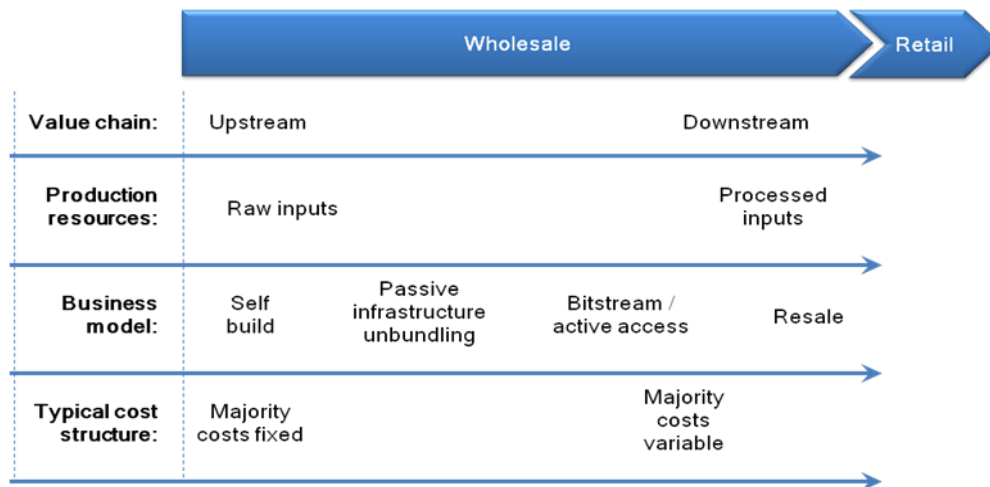 Wholesale
Retail
Value chain:
Upstream
Downstream
Production
resources:
Raw inputs
Processed
inputs
Business
model:
Self
build
Passive
infrastructure
unbundling
Bitstream /
active access
Resale
Typical cost
structure:
Majority
costs fixed
Majority
costs
variable